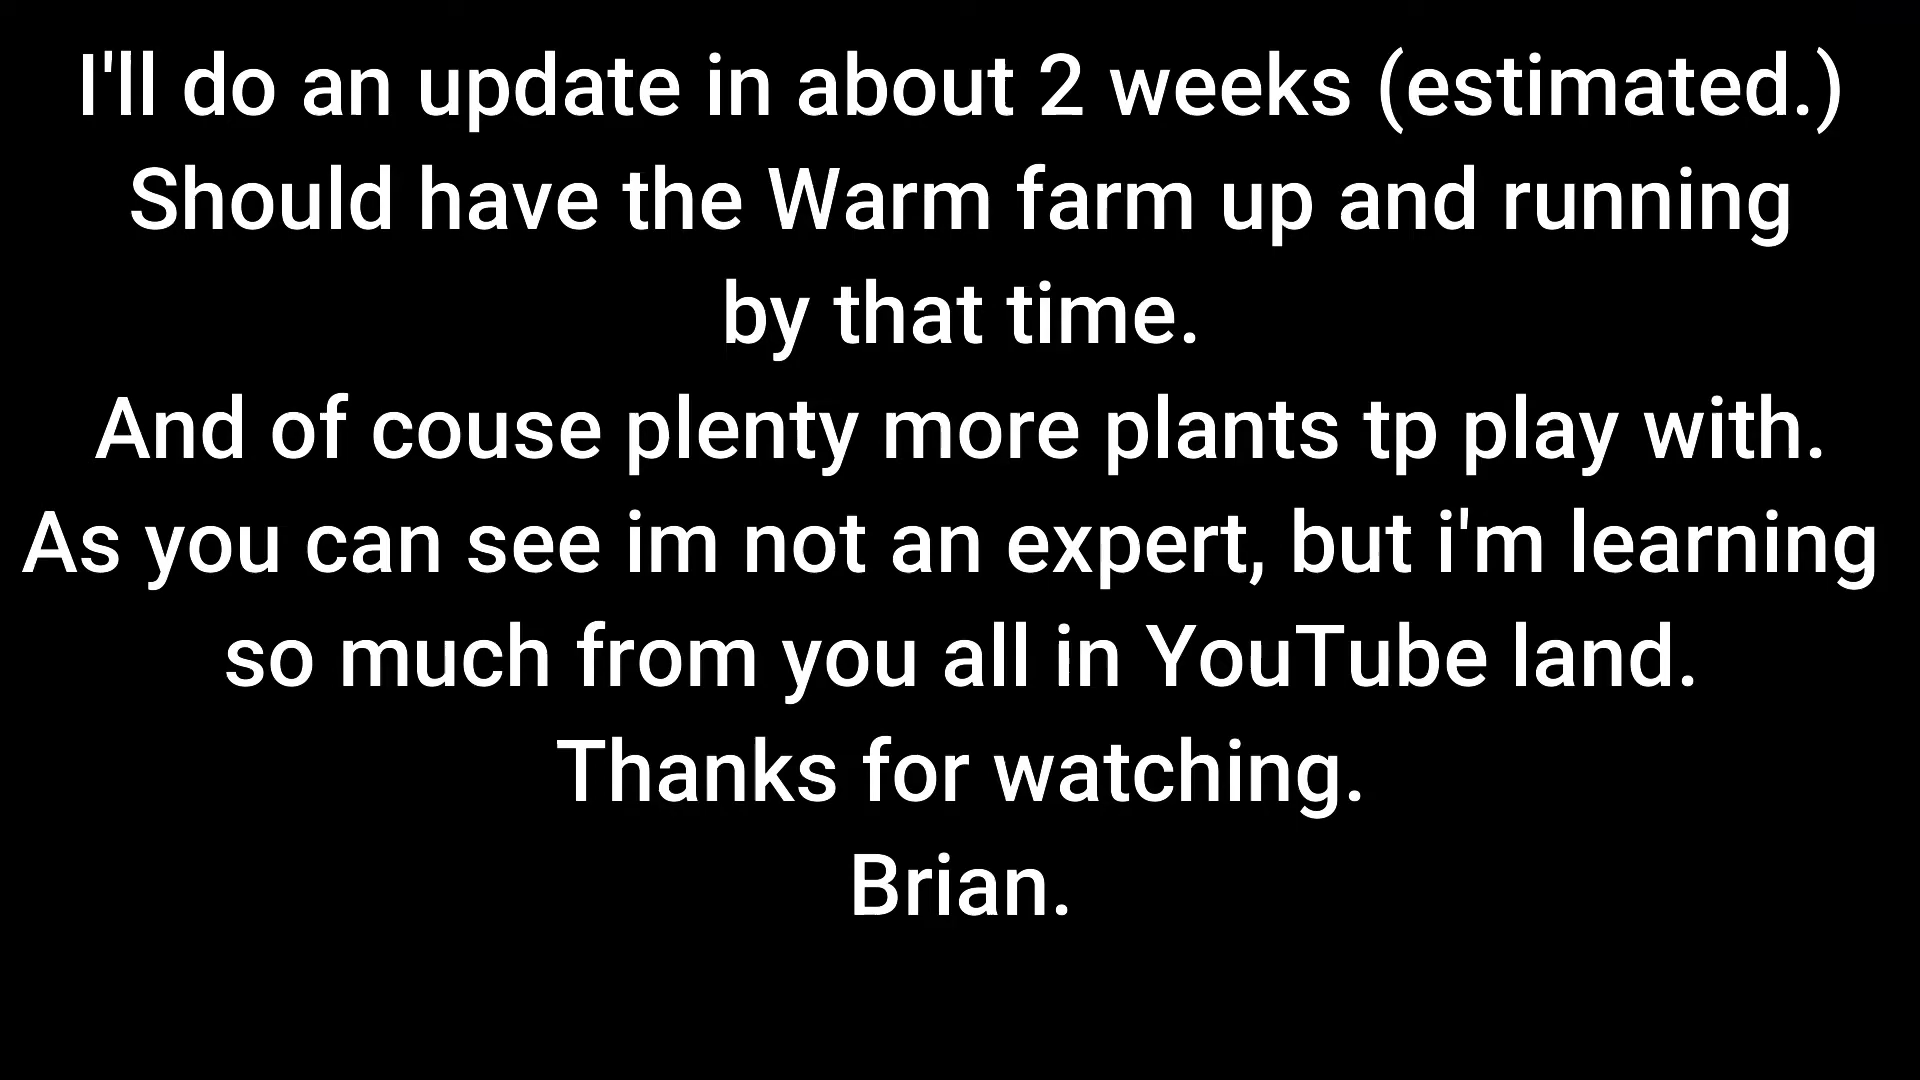 I'll do an update in about 2 weeks (estimated.)
Should have the Warm farm up and running
by that time.
And of couse plenty more plants tp play with.
As you can see im not an expert, but i'm learning
so much from you all in YouTube land.
Thanks for watching.
Brian.